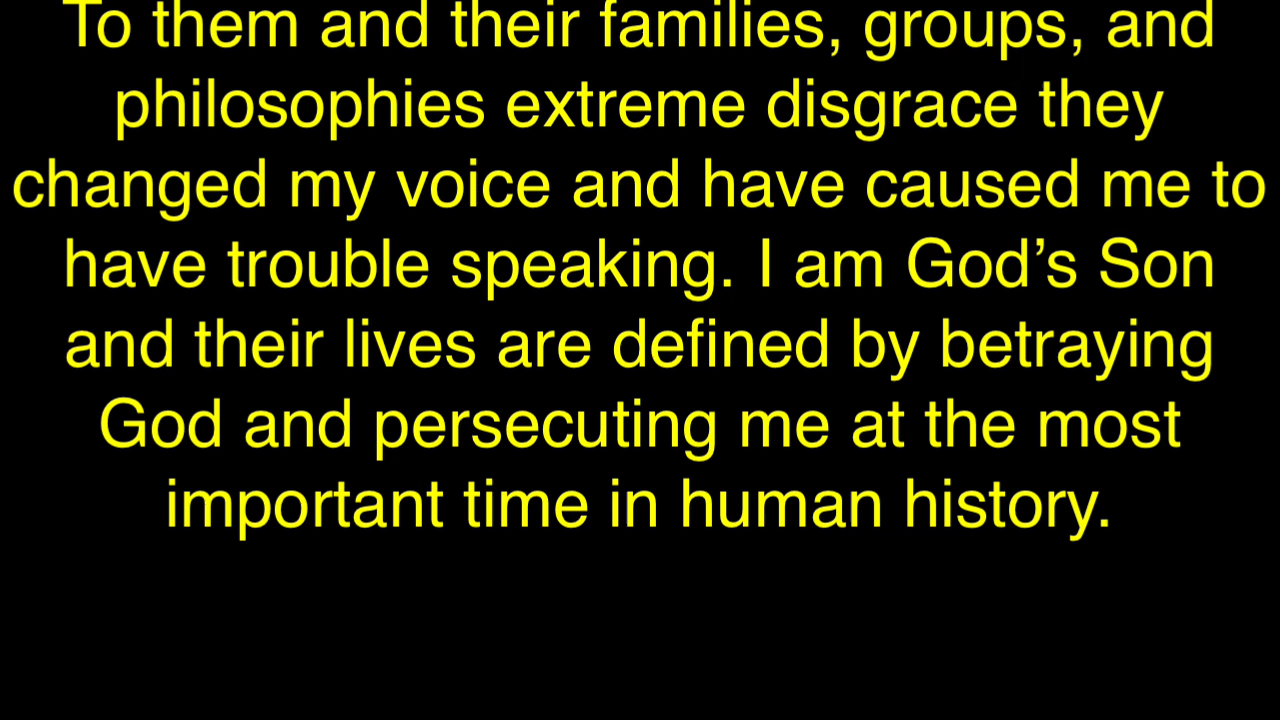 To them and their families, groups, and
philosophies extreme disgrace they
changed my voice and have caused me to
have trouble speaking. I am God’s Son
and their lives are defined by betraying
God and persecuting me at the most
important time in human history.